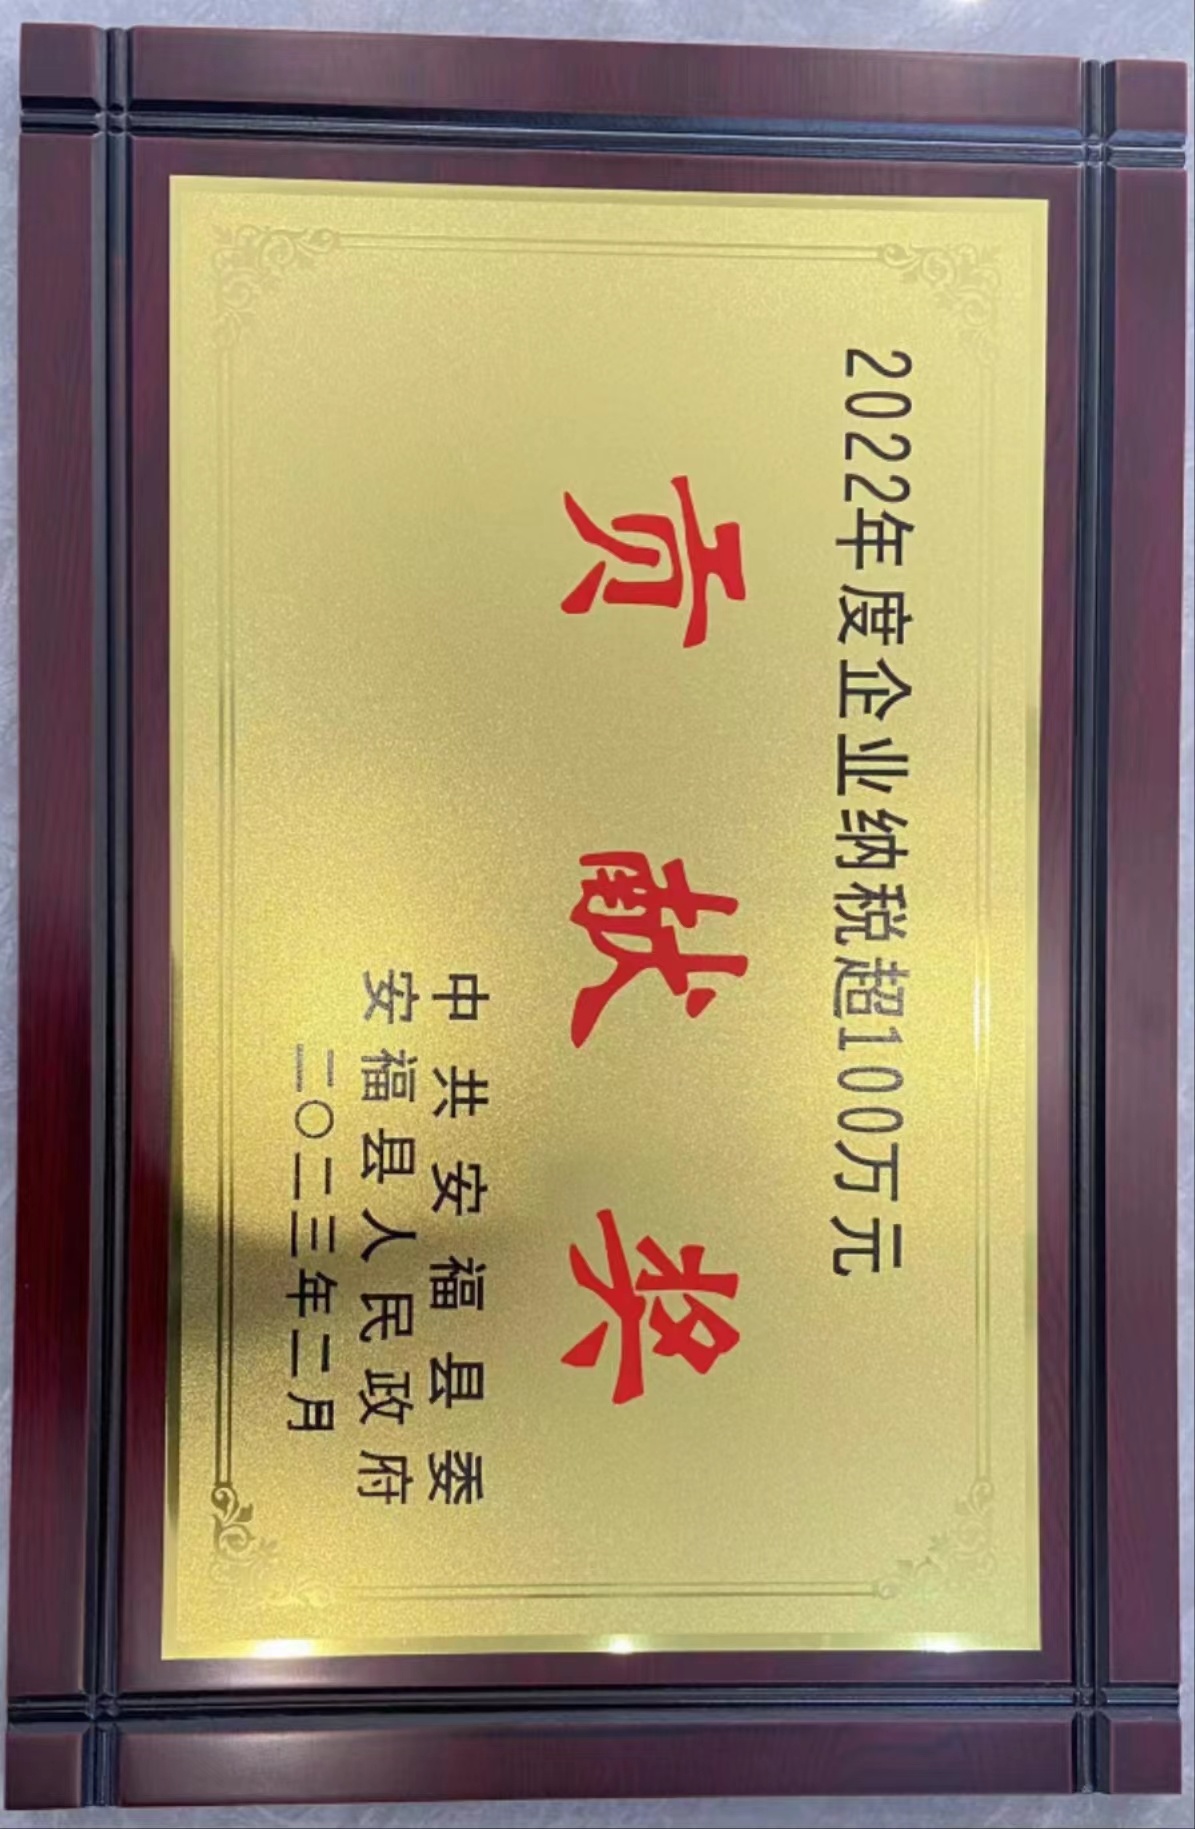 2022年度企业纳税超100万元
贡献奖
中共安福县委
安福县人民政府
二〇二三年二月